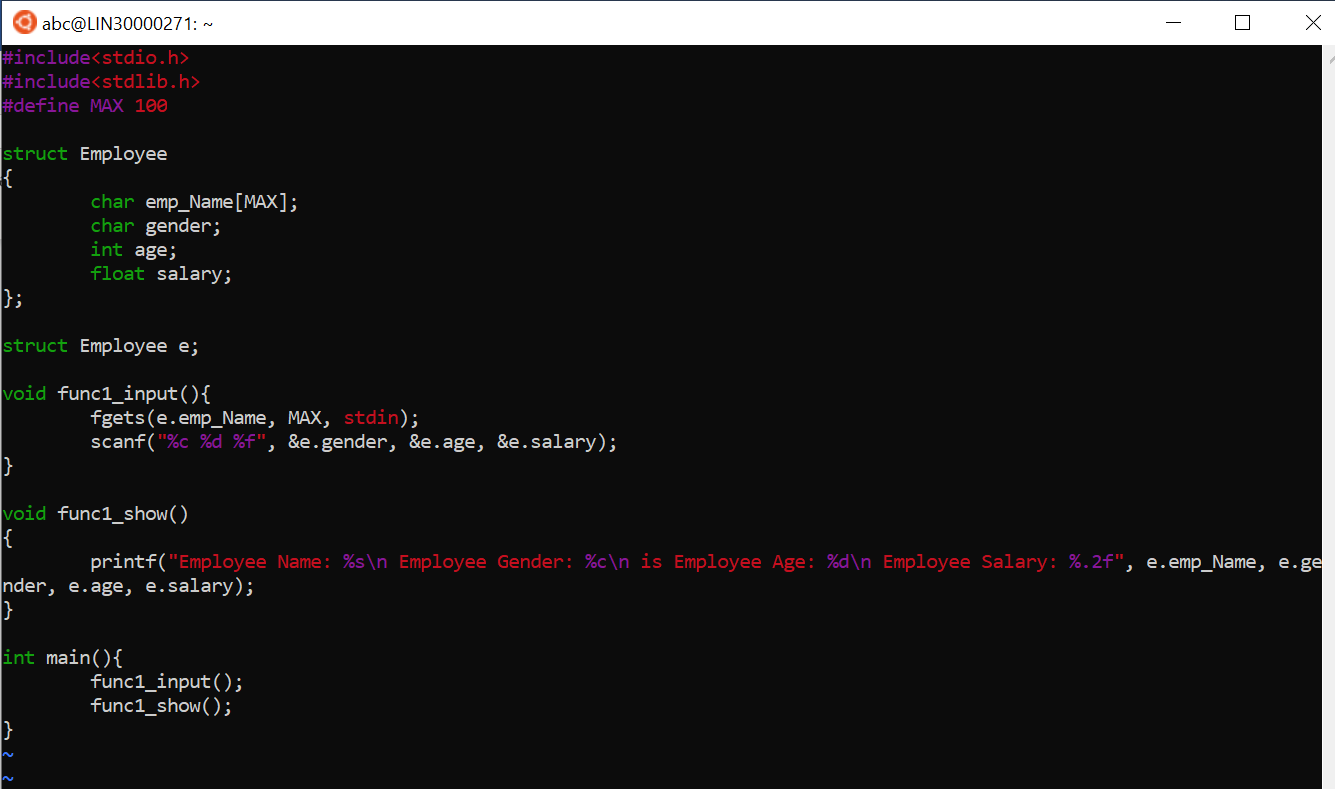 abc@LIN30000271: ~
#include<stdio.h>
#include<stdlib.h>
#define MAX 100

struct Employee
{
        char emp_Name[MAX];
        char gender;
        int age;
        float salary;
};

struct Employee e;

void func1_input(){
        fgets(e.emp_Name, MAX, stdin);
        scanf("%c %d %f", &e.gender, &e.age, &e.salary);
}

void func1_show()
{
        printf("Employee Name: %s\n Employee Gender: %c\n is Employee Age: %d\n Employee Salary: %.2f", e.emp_Name, e.ge
nder, e.age, e.salary);
}

int main(){
        func1_input();
        func1_show();
}
~
~